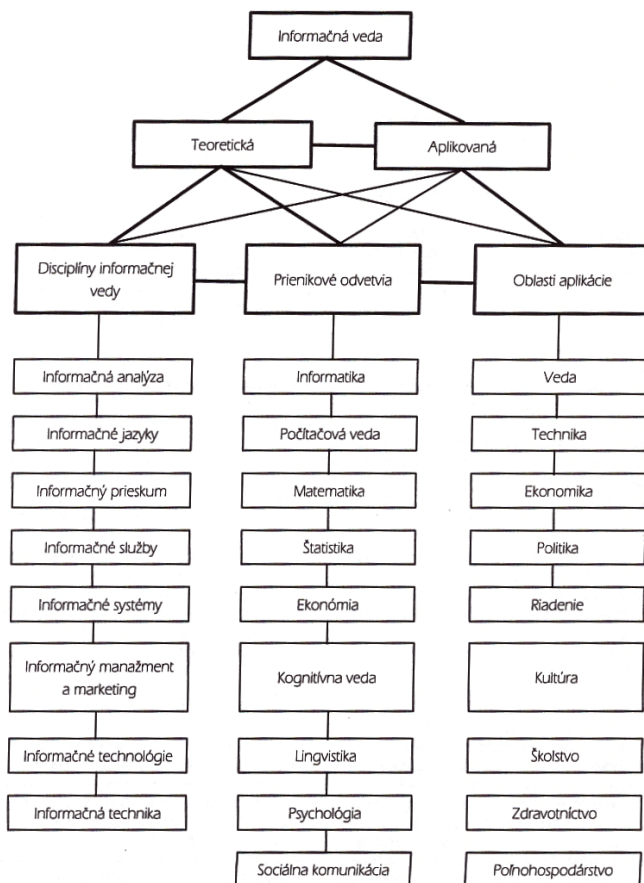 Informačná veda
Teoretická
Aplikovaná
Disciplíny informačnej
vedy
Prienikové odvetvia
Oblasti aplikácie
Informačná analýza
Informatika
Veda
Informačné jazyky
Počítačová veda
Technika
Informačný prieskum
Matematika
Ekonomika
Informačné služby
Štatistika
Politika
Informačné systémy
Ekonómia
Riadenie
Informačný manažment
a marketing
Kognitívna veda
Kultúra
Informačné technológie
Lingvistika
Školstvo
Informačná technika
Psychológia
Zdravotníctvo
Sociálna komunikácia
Poľnohospodárstvo